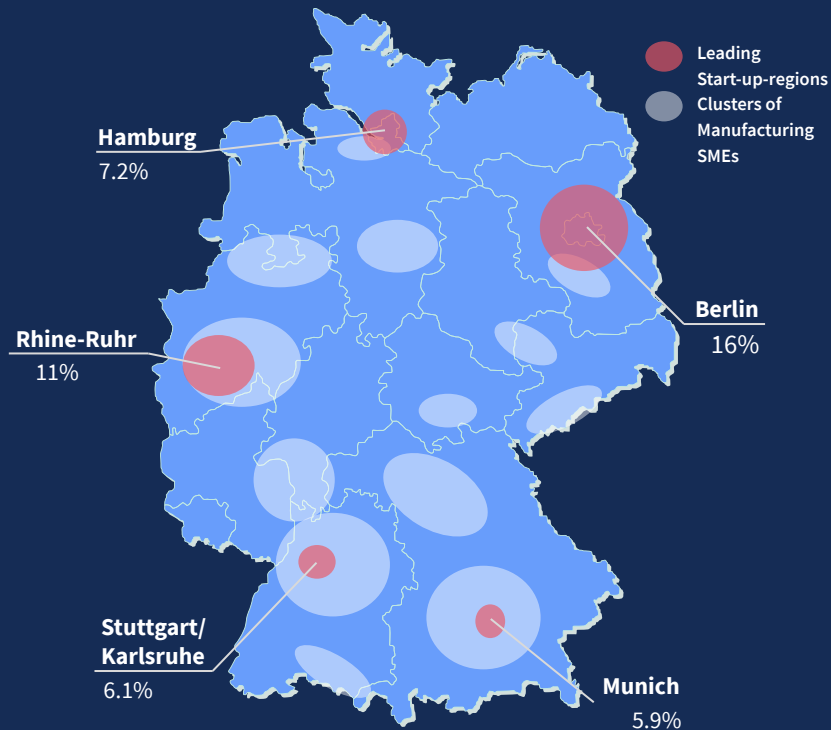 Leading
Start-up-regions
Clusters of
Manufacturing
SMEs
Hamburg
7.2%
Berlin
16%
Rhine-Ruhr
11%
Stuttgart/
Karlsruhe
6.1%
Munich
5.9%